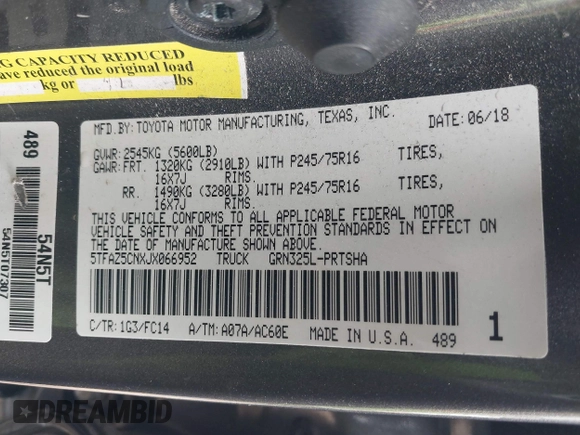 G CAPACITY REDUCED
ave reduced the original load
kg or lbs
MFD.BY:TOYOTA MOTOR MANUFACTURING, TEXAS, INC. DATE:06/18
GVWR:2545KG (5600LB)
GAWR:FRT. 1320KG (2910LB) WITH P245/75R16 TIRES,
16X7J RIMS.
RR. 1490KG (3280LB) WITH P245/75R16 TIRES,
16X7J RIMS.
THIS VEHICLE CONFORMS TO ALL APPLICABLE FEDERAL MOTOR
VEHICLE SAFETY AND THEFT PREVENTION STANDARDS IN EFFECT ON
THE DATE OF MANUFACTURE SHOWN ABOVE.
5TFAZ5CNXJX066952 TRUCK GRN325L-PRTSHA
C/TR:1G3/FC14 A/TM:A07A/AC60E MADE IN U.S.A. 489
1
489
54N5T
54N5T07307
DREAMBID